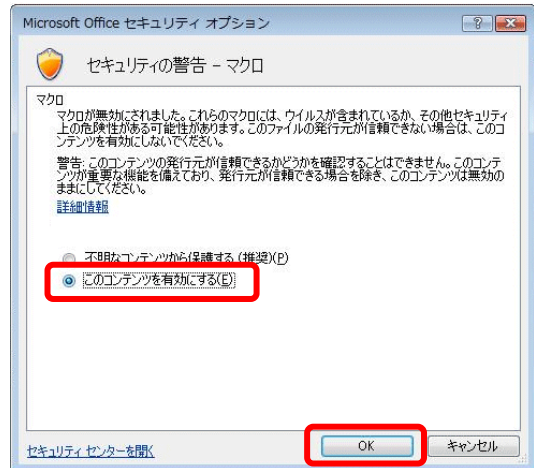 Microsoft Office セキュリティ オプション
セキュリティの警告 - マクロ
マクロ
マクロが無効にされました。これらのマクロには、ウイルスが含まれているか、その他セキュリティ
上の危険性がある可能性があります。このファイルの発行元が信頼できない場合は、このコ
ンテンツを有効にしないでください。
警告: このコンテンツの発行元が信頼できるかどうかを確認することはできません。このコンテ
ンツが重要な機能を備えており、発行元が信頼できる場合を除き、このコンテンツは無効の
ままにしてください。
詳細情報
不明なコンテンツから保護する (推奨)(P)
このコンテンツを有効にする(E)
セキュリティ センターを開く
OK
キャンセル